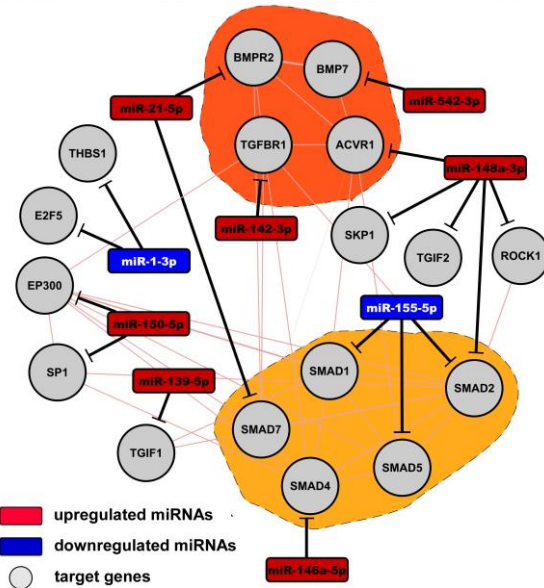 BMPR2
BMP7
miR-21-5p
miR-542-3p
THBS1
TGFBR1
ACVR1
miR-148a-3p
E2F5
miR-142-3p
SKP1
TGIF2
ROCK1
miR-1-3p
EP300
miR-155-5p
miR-150-5p
SP1
SMAD1
miR-139-5p
SMAD2
SMAD7
TGIF1
SMAD5
SMAD4
upregulated miRNAs
downregulated miRNAs
miR-146a-5p
target genes